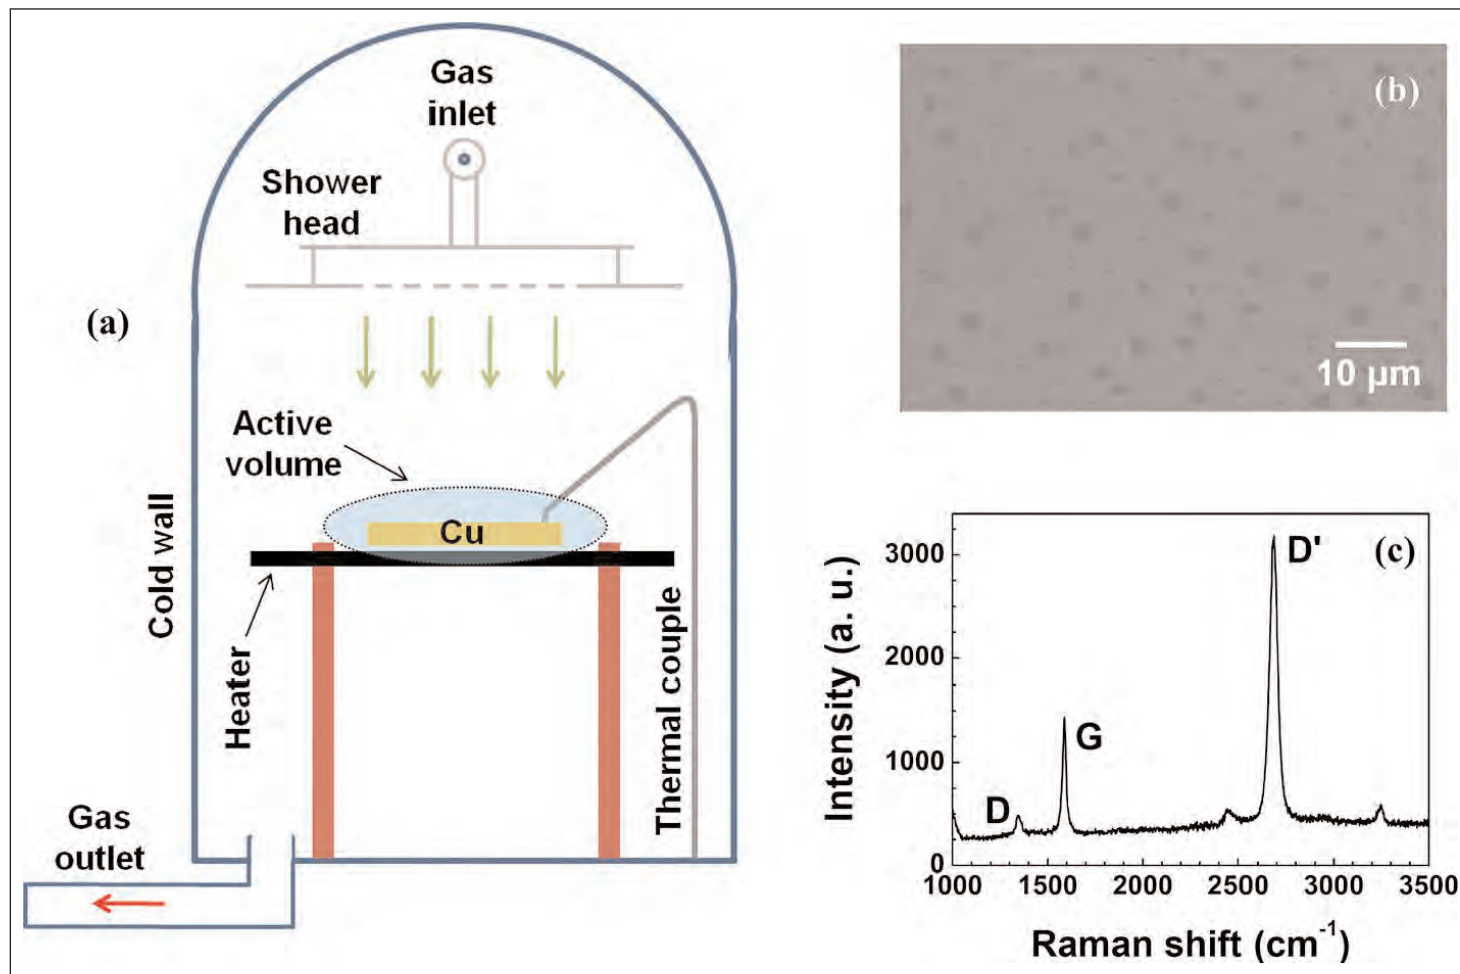 Gas
inlet
Shower
head
(a)
Active
volume
Cu
Cold wall
Heater
Thermal couple
Gas
outlet
(b)
10 µm
(c)
D'
G
D
3000
2000
1000
0
1000 1500 2000 2500 3000 3500
Intensity (a. u.)
Raman shift (cm⁻¹)